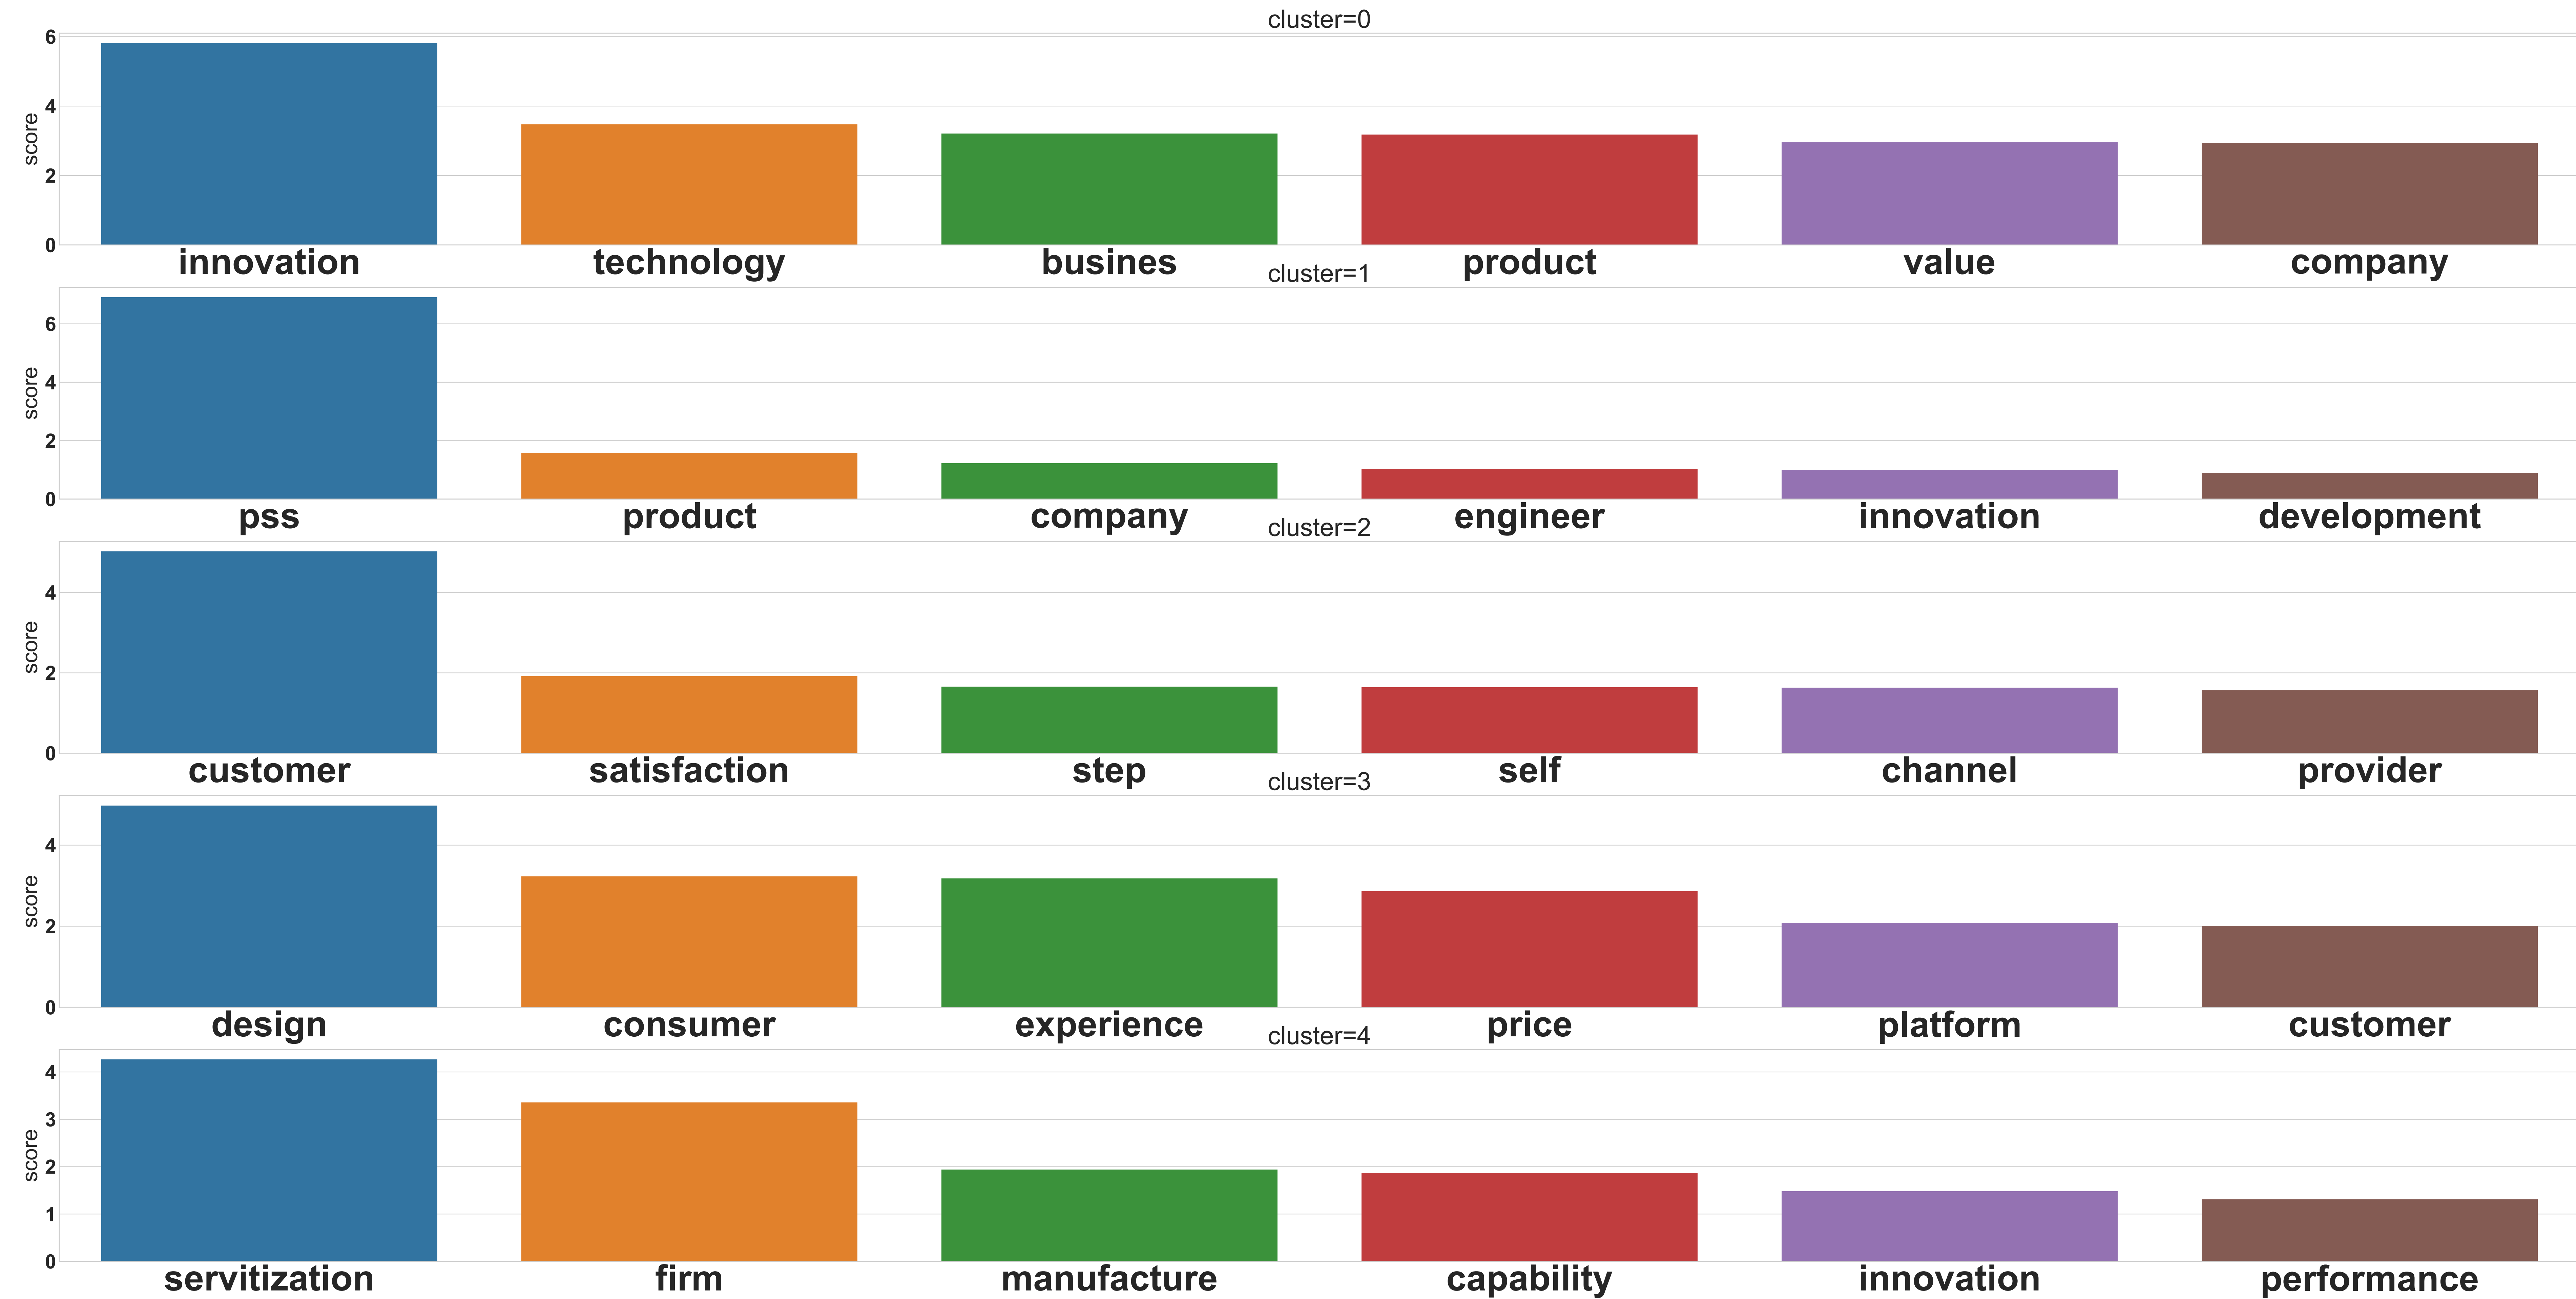 cluster=0
6
4
2
0
score
innovation technology busines product value company
cluster=1
6
4
2
0
score
pss product company engineer innovation development
cluster=2
4
2
0
score
customer satisfaction step self channel provider
cluster=3
4
2
0
score
design consumer experience price platform customer
cluster=4
4
3
2
1
0
score
servitization firm manufacture capability innovation performance